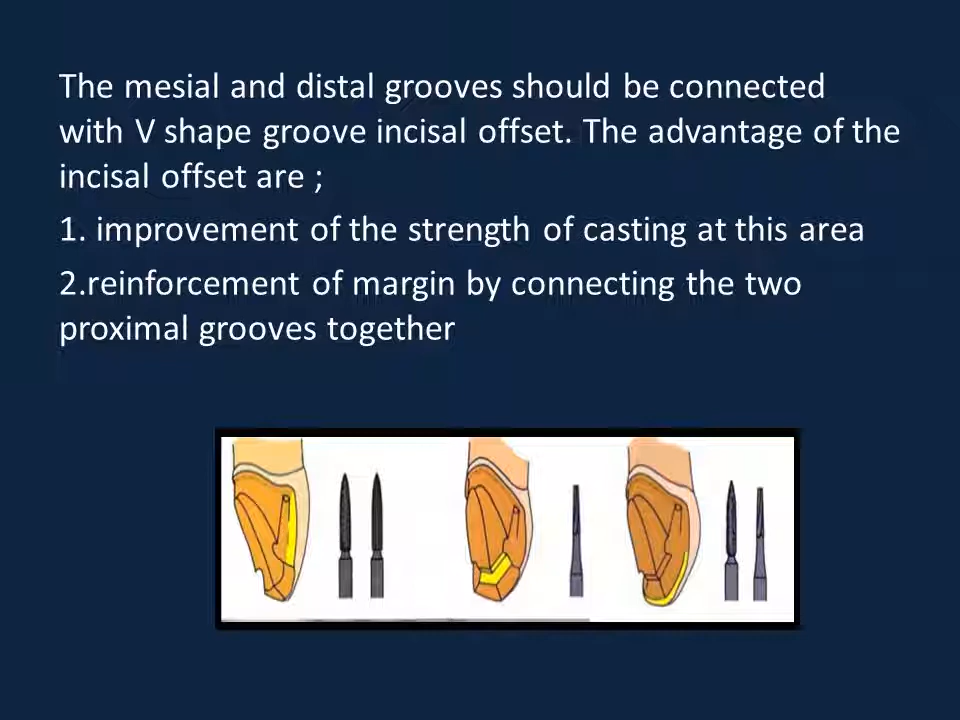 The mesial and distal grooves should be connected
with V shape groove incisal offset. The advantage of the
incisal offset are ;
1. improvement of the strength of casting at this area
2.reinforcement of margin by connecting the two
proximal grooves together